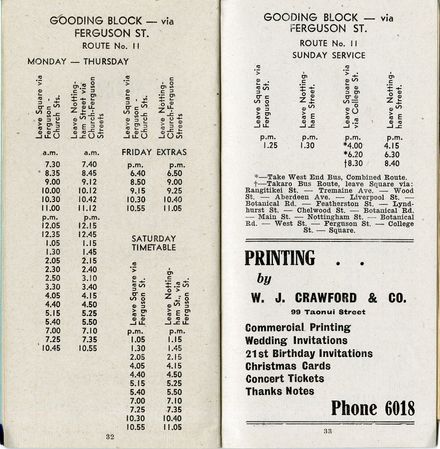 GOODING BLOCK — via
FERGUSON ST.
ROUTE No. 11
MONDAY — THURSDAY
Leave Square via Ferguson - Church Sts.
Leave Nottingham Street via Church-Ferguson Streets
a.m. a.m.
7.30 7.40
8.35 8.45
9.00 9.12
10.00 10.12
10.30 10.42
11.00 11.12
p.m. p.m.
12.05 12.15
12.35 12.45
1.05 1.15
1.30 1.45
2.05 2.15
2.30 2.40
2.50 3.10
3.30 3.40
4.05 4.15
4.40 4.50
5.15 5.25
5.40 5.50
7.00 7.10
7.25 7.35
10.45 10.55
Leave Square via Ferguson - Church Sts.
Leave Nottingham St. via Church-Ferguson Streets
FRIDAY EXTRAS
p.m. p.m.
6.40 6.50
8.50 9.00
9.15 9.25
10.30 10.40
10.55 11.05
SATURDAY
TIMETABLE
Leave Square via Ferguson St.
Leave Nottingham St., via Ferguson St.
p.m. p.m.
1.05 1.15
1.30 1.45
2.05 2.15
4.05 4.15
4.40 4.50
5.15 5.25
5.40 5.50
7.00 7.10
7.25 7.35
10.30 10.40
10.55 11.05
32
GOODING BLOCK — via
FERGUSON ST.
ROUTE No. 11
SUNDAY SERVICE
Leave Square via Ferguson St.
Leave Nottingham Street.
Leave Square via College St.
Leave Nottingham Street.
p.m. p.m. p.m. p.m.
1.25 1.30 *4.00 4.15
*6.20 6.30
†8.30 8.40
*—Take West End Bus, Combined Route.
†—Takaro Bus Route, leave Square via:
Rangitikei St. — Tremaine Ave. — Wood
St. — Aberdeen Ave. — Liverpool St. —
Botanical Rd. — Featherston St. — Lynd-
hurst St. — Chelwood St. — Botanical Rd.
— Main St. — Nottingham St. — Botanical
Rd. — West St. — Ferguson St. — College
St. — Square.
PRINTING . .
by
W. J. CRAWFORD & CO.
99 Taonui Street
Commercial Printing
Wedding Invitations
21st Birthday Invitations
Christmas Cards
Concert Tickets
Thanks Notes
Phone 6018
33